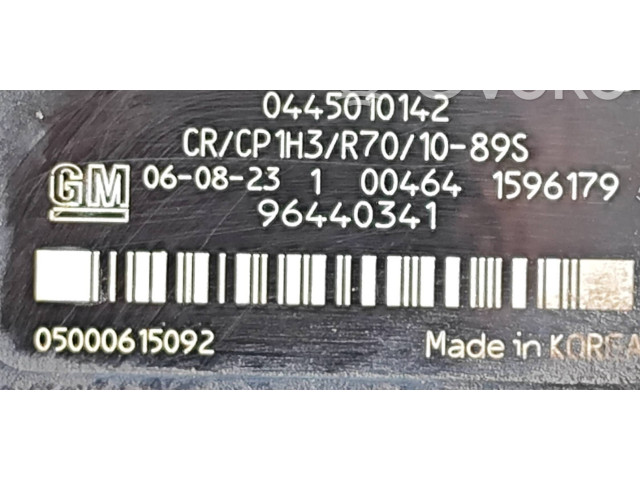 0445010142
CR/CP1H3/R70/10-89S
GM 06-08-23 1 00464 1596179
96440341
05000615092 Made in KOREA